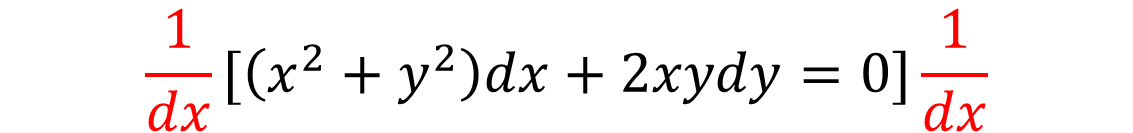 1/dx [(x² + y²)dx + 2xydy = 0] 1/dx